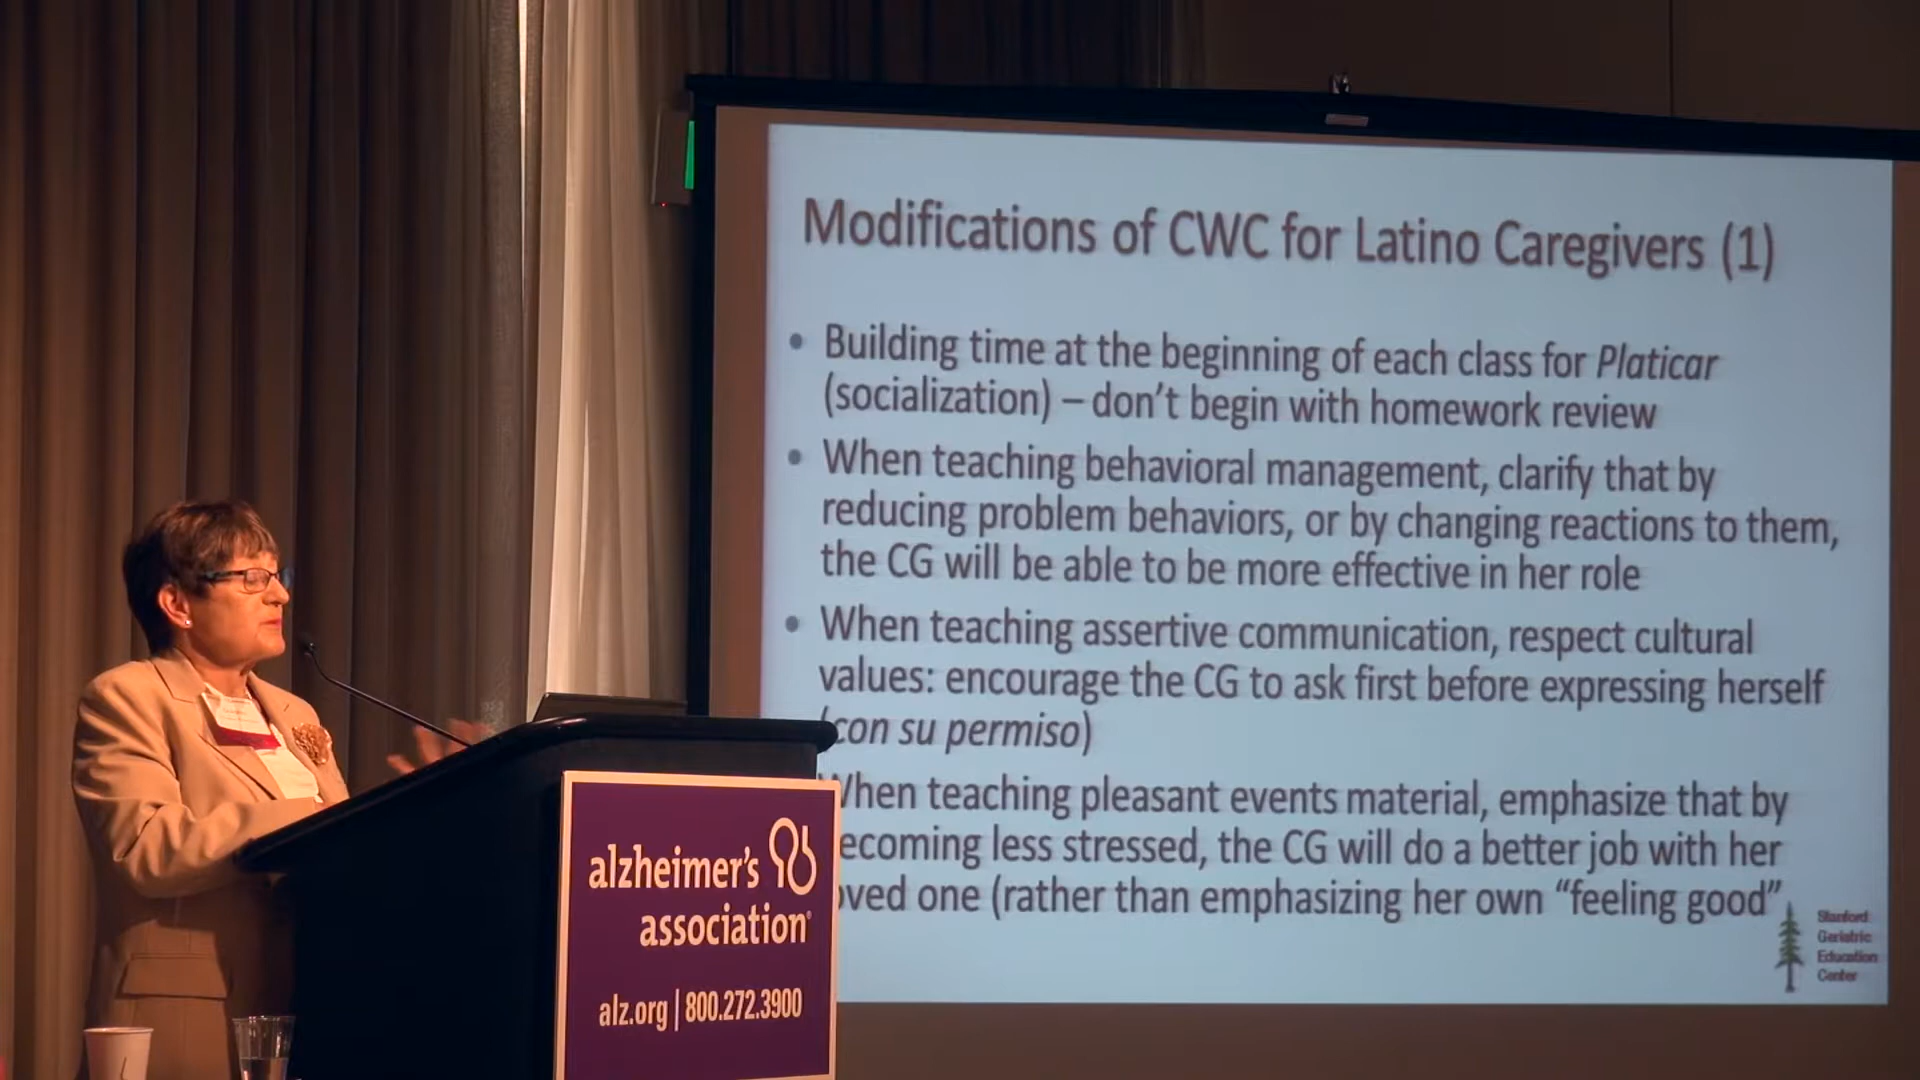 Modifications of CWC for Latino Caregivers (1)
• Building time at the beginning of each class for Platicar
(socialization) – don't begin with homework review
• When teaching behavioral management, clarify that by
reducing problem behaviors, or by changing reactions to them,
the CG will be able to be more effective in her role
• When teaching assertive communication, respect cultural
values: encourage the CG to ask first before expressing herself
(con su permiso)
When teaching pleasant events material, emphasize that by
ecoming less stressed, the CG will do a better job with her
oved one (rather than emphasizing her own “feeling good”
Stanford
Geriatric
Education
Center
alzheimer's
association®
alz.org | 800.272.3900